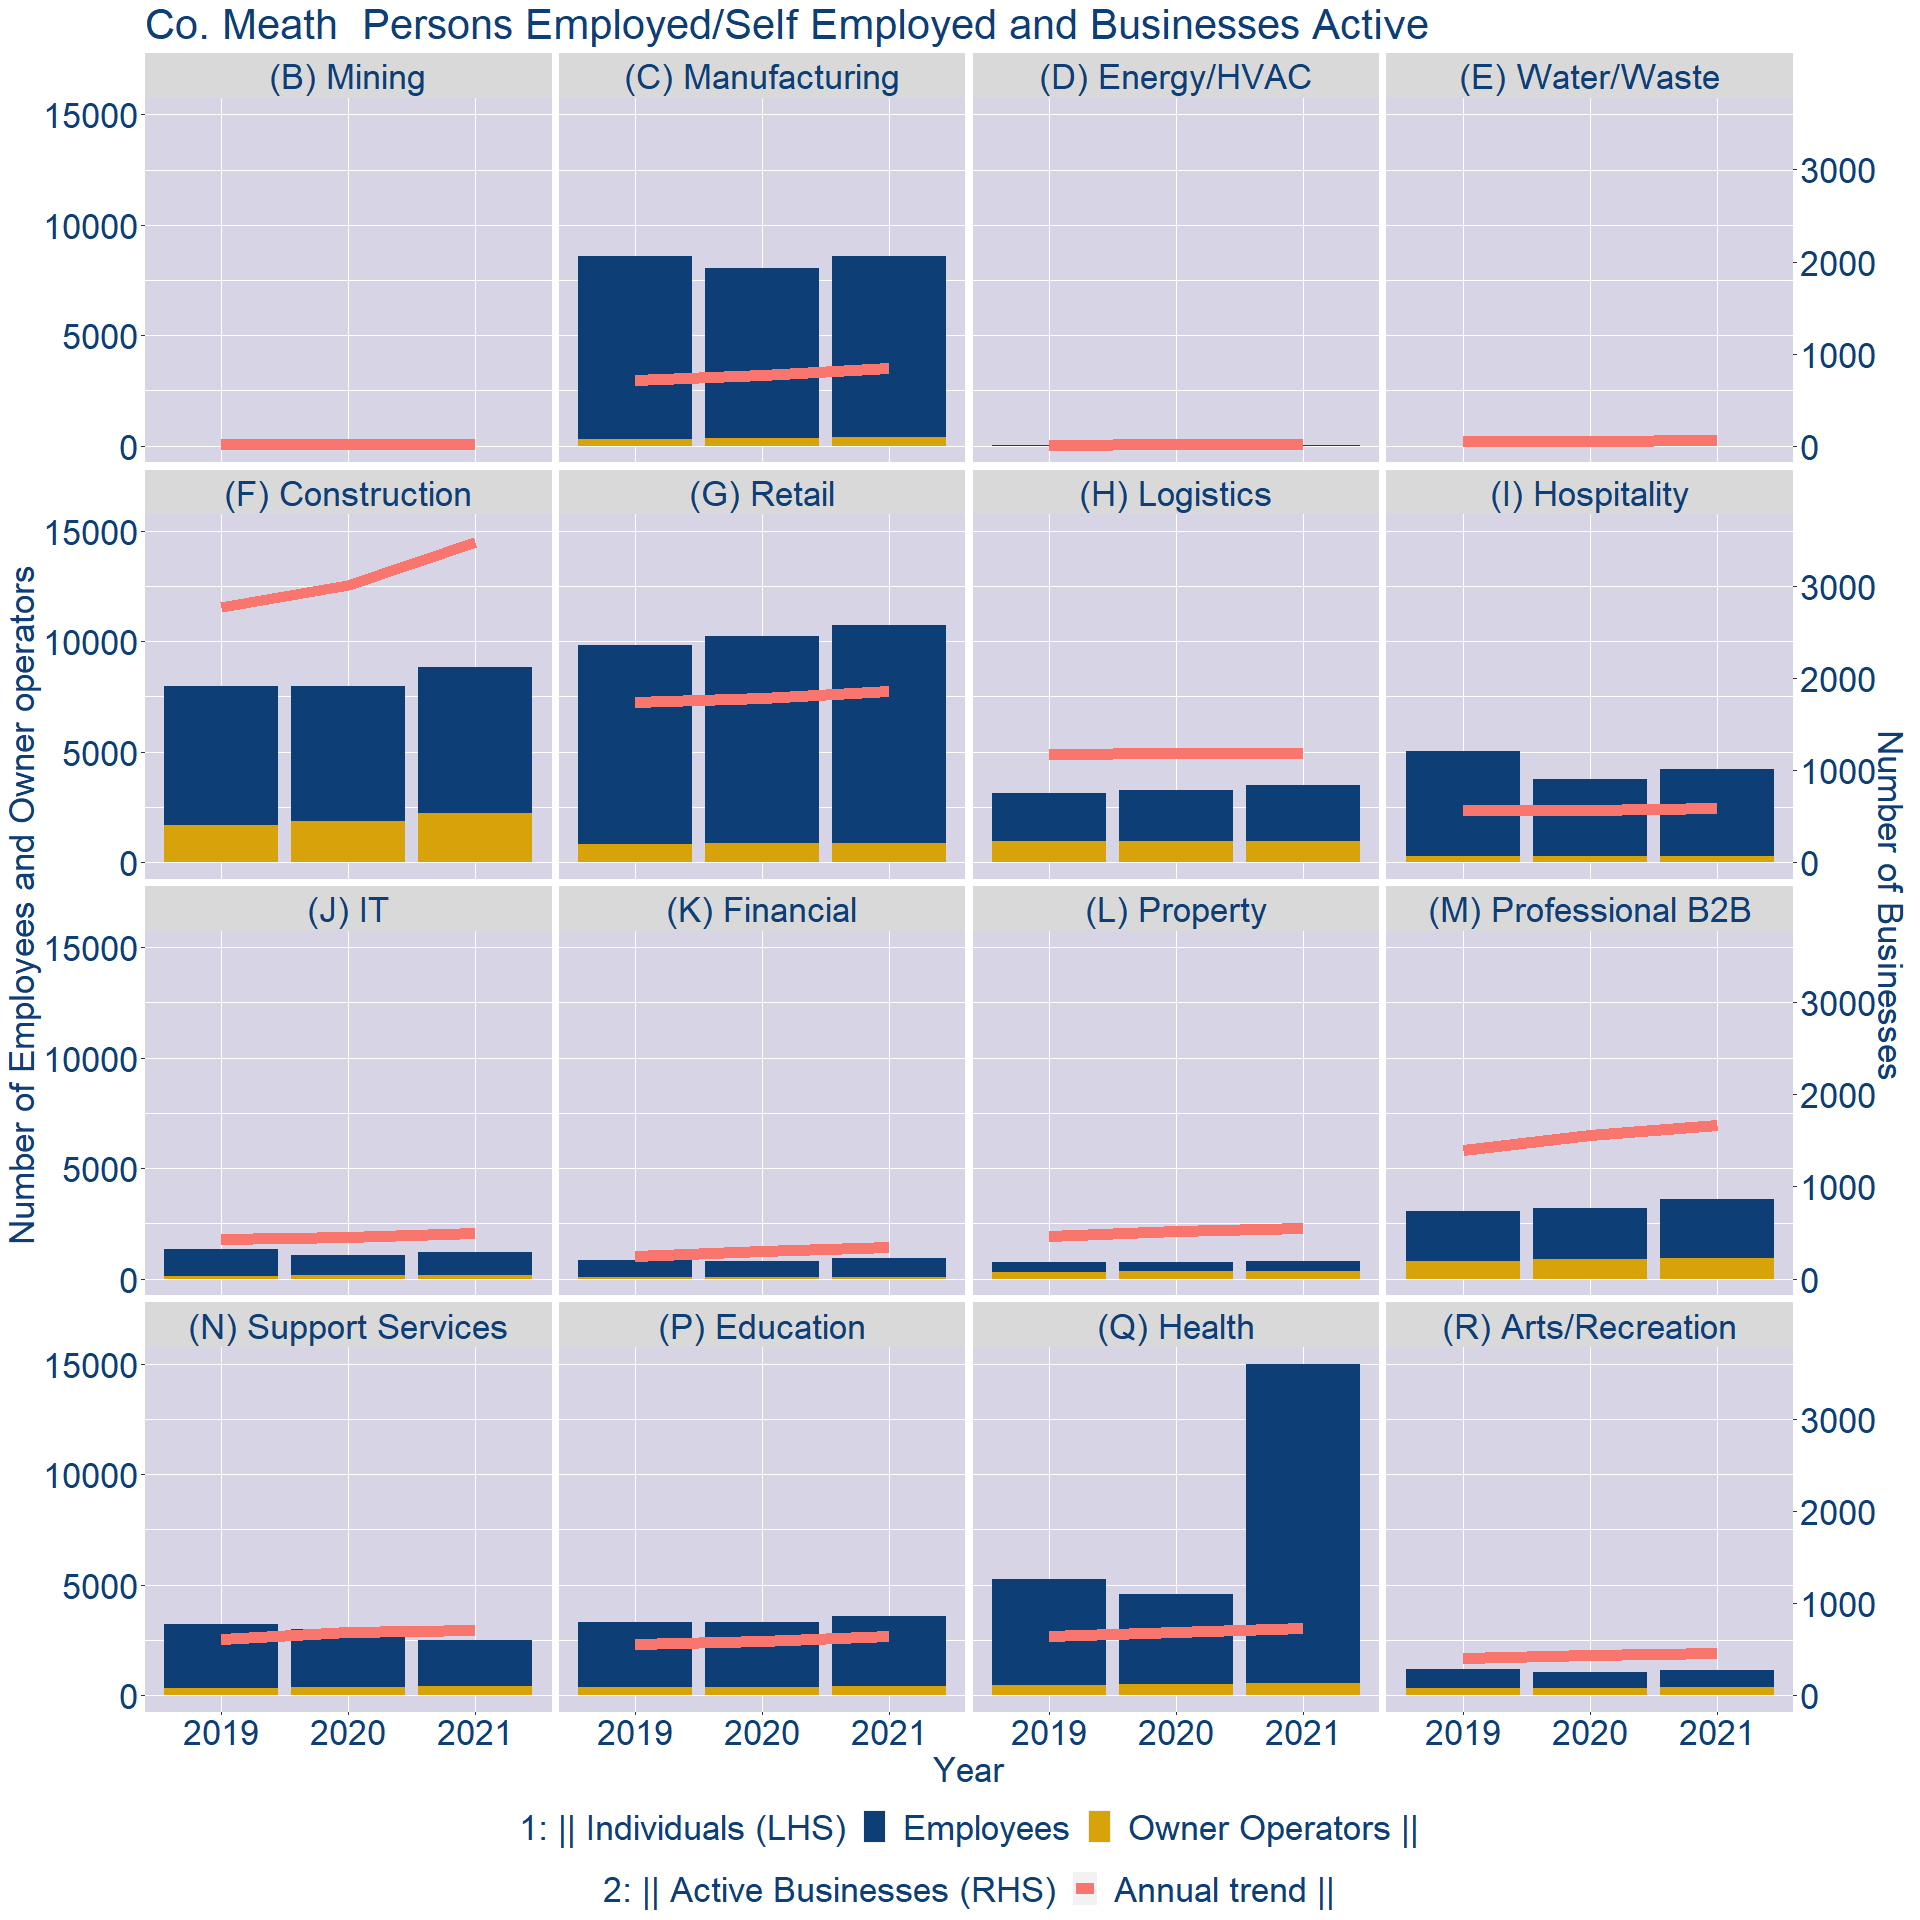 Co. Meath  Persons Employed/Self Employed and Businesses Active
(B) Mining
(C) Manufacturing
(D) Energy/HVAC
(E) Water/Waste
15000
10000
5000
0
3000
2000
1000
0
(F) Construction
(G) Retail
(H) Logistics
(I) Hospitality
15000
10000
5000
0
3000
2000
1000
0
Number of Employees and Owner operators
Number of Businesses
(J) IT
(K) Financial
(L) Property
(M) Professional B2B
15000
10000
5000
0
3000
2000
1000
0
(N) Support Services
(P) Education
(Q) Health
(R) Arts/Recreation
15000
10000
5000
0
3000
2000
1000
0
2019 2020 2021
2019 2020 2021
2019 2020 2021
2019 2020 2021
Year
1: || Individuals (LHS) Employees Owner Operators ||
2: || Active Businesses (RHS) Annual trend ||